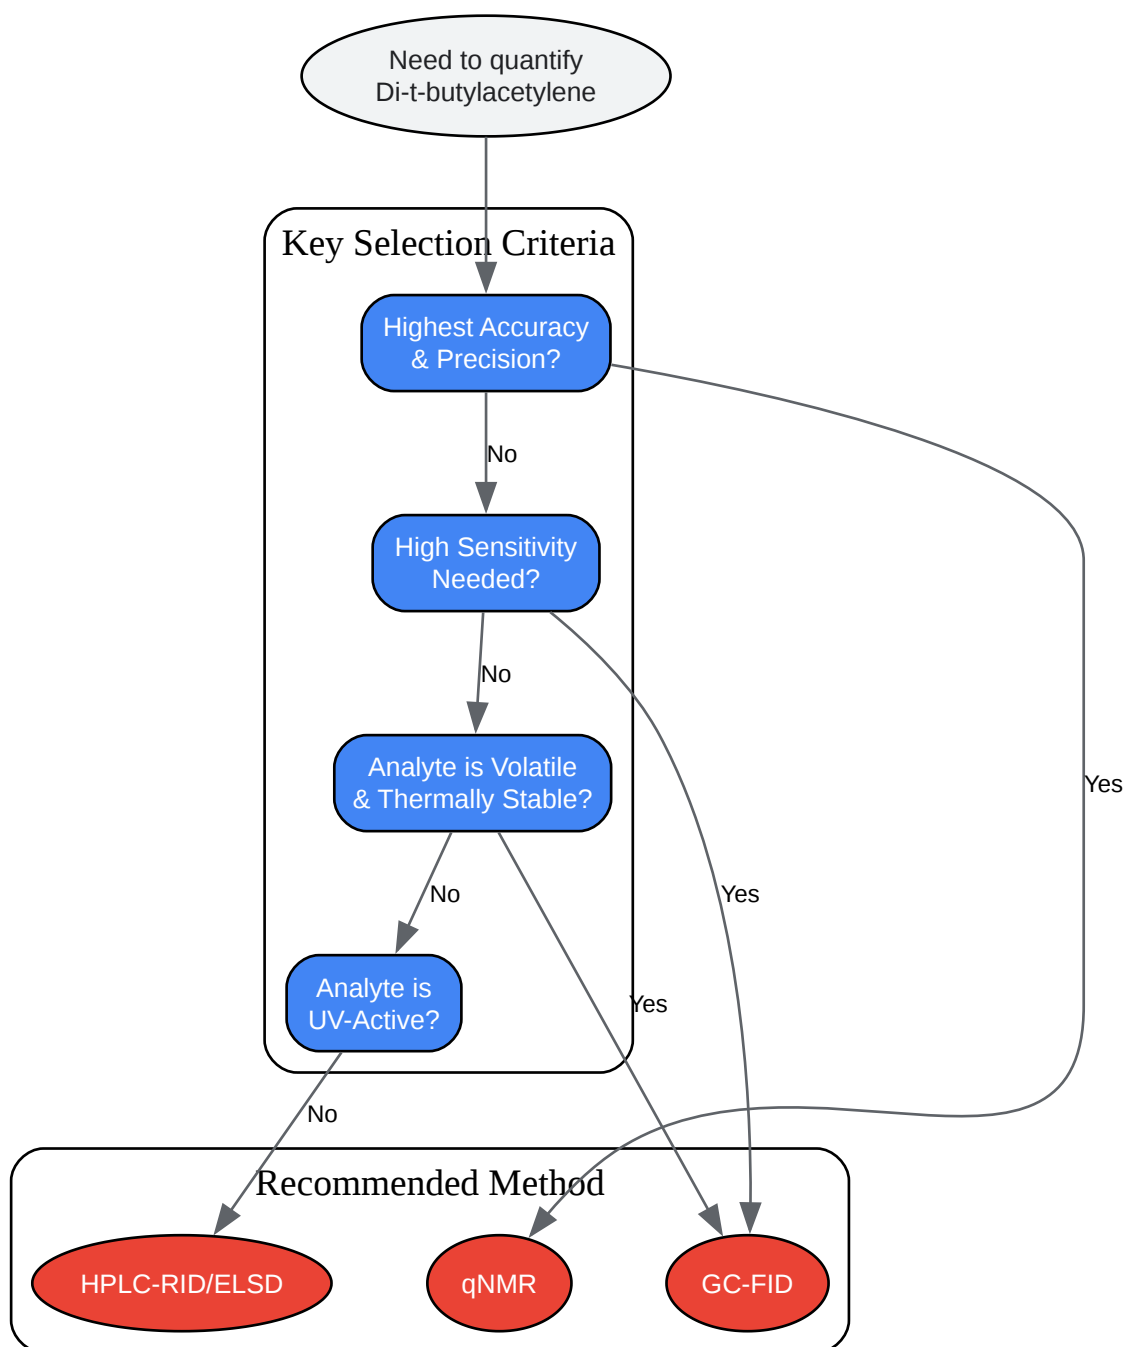 Need to quantify
Di-t-butylacetylene
Key Selection Criteria
Highest Accuracy
& Precision?
No
High Sensitivity
Needed?
No
Analyte is Volatile
& Thermally Stable?
Yes
No
Yes
Analyte is
UV-Active?
Yes
No
Recommended Method
HPLC-RID/ELSD
qNMR
GC-FID